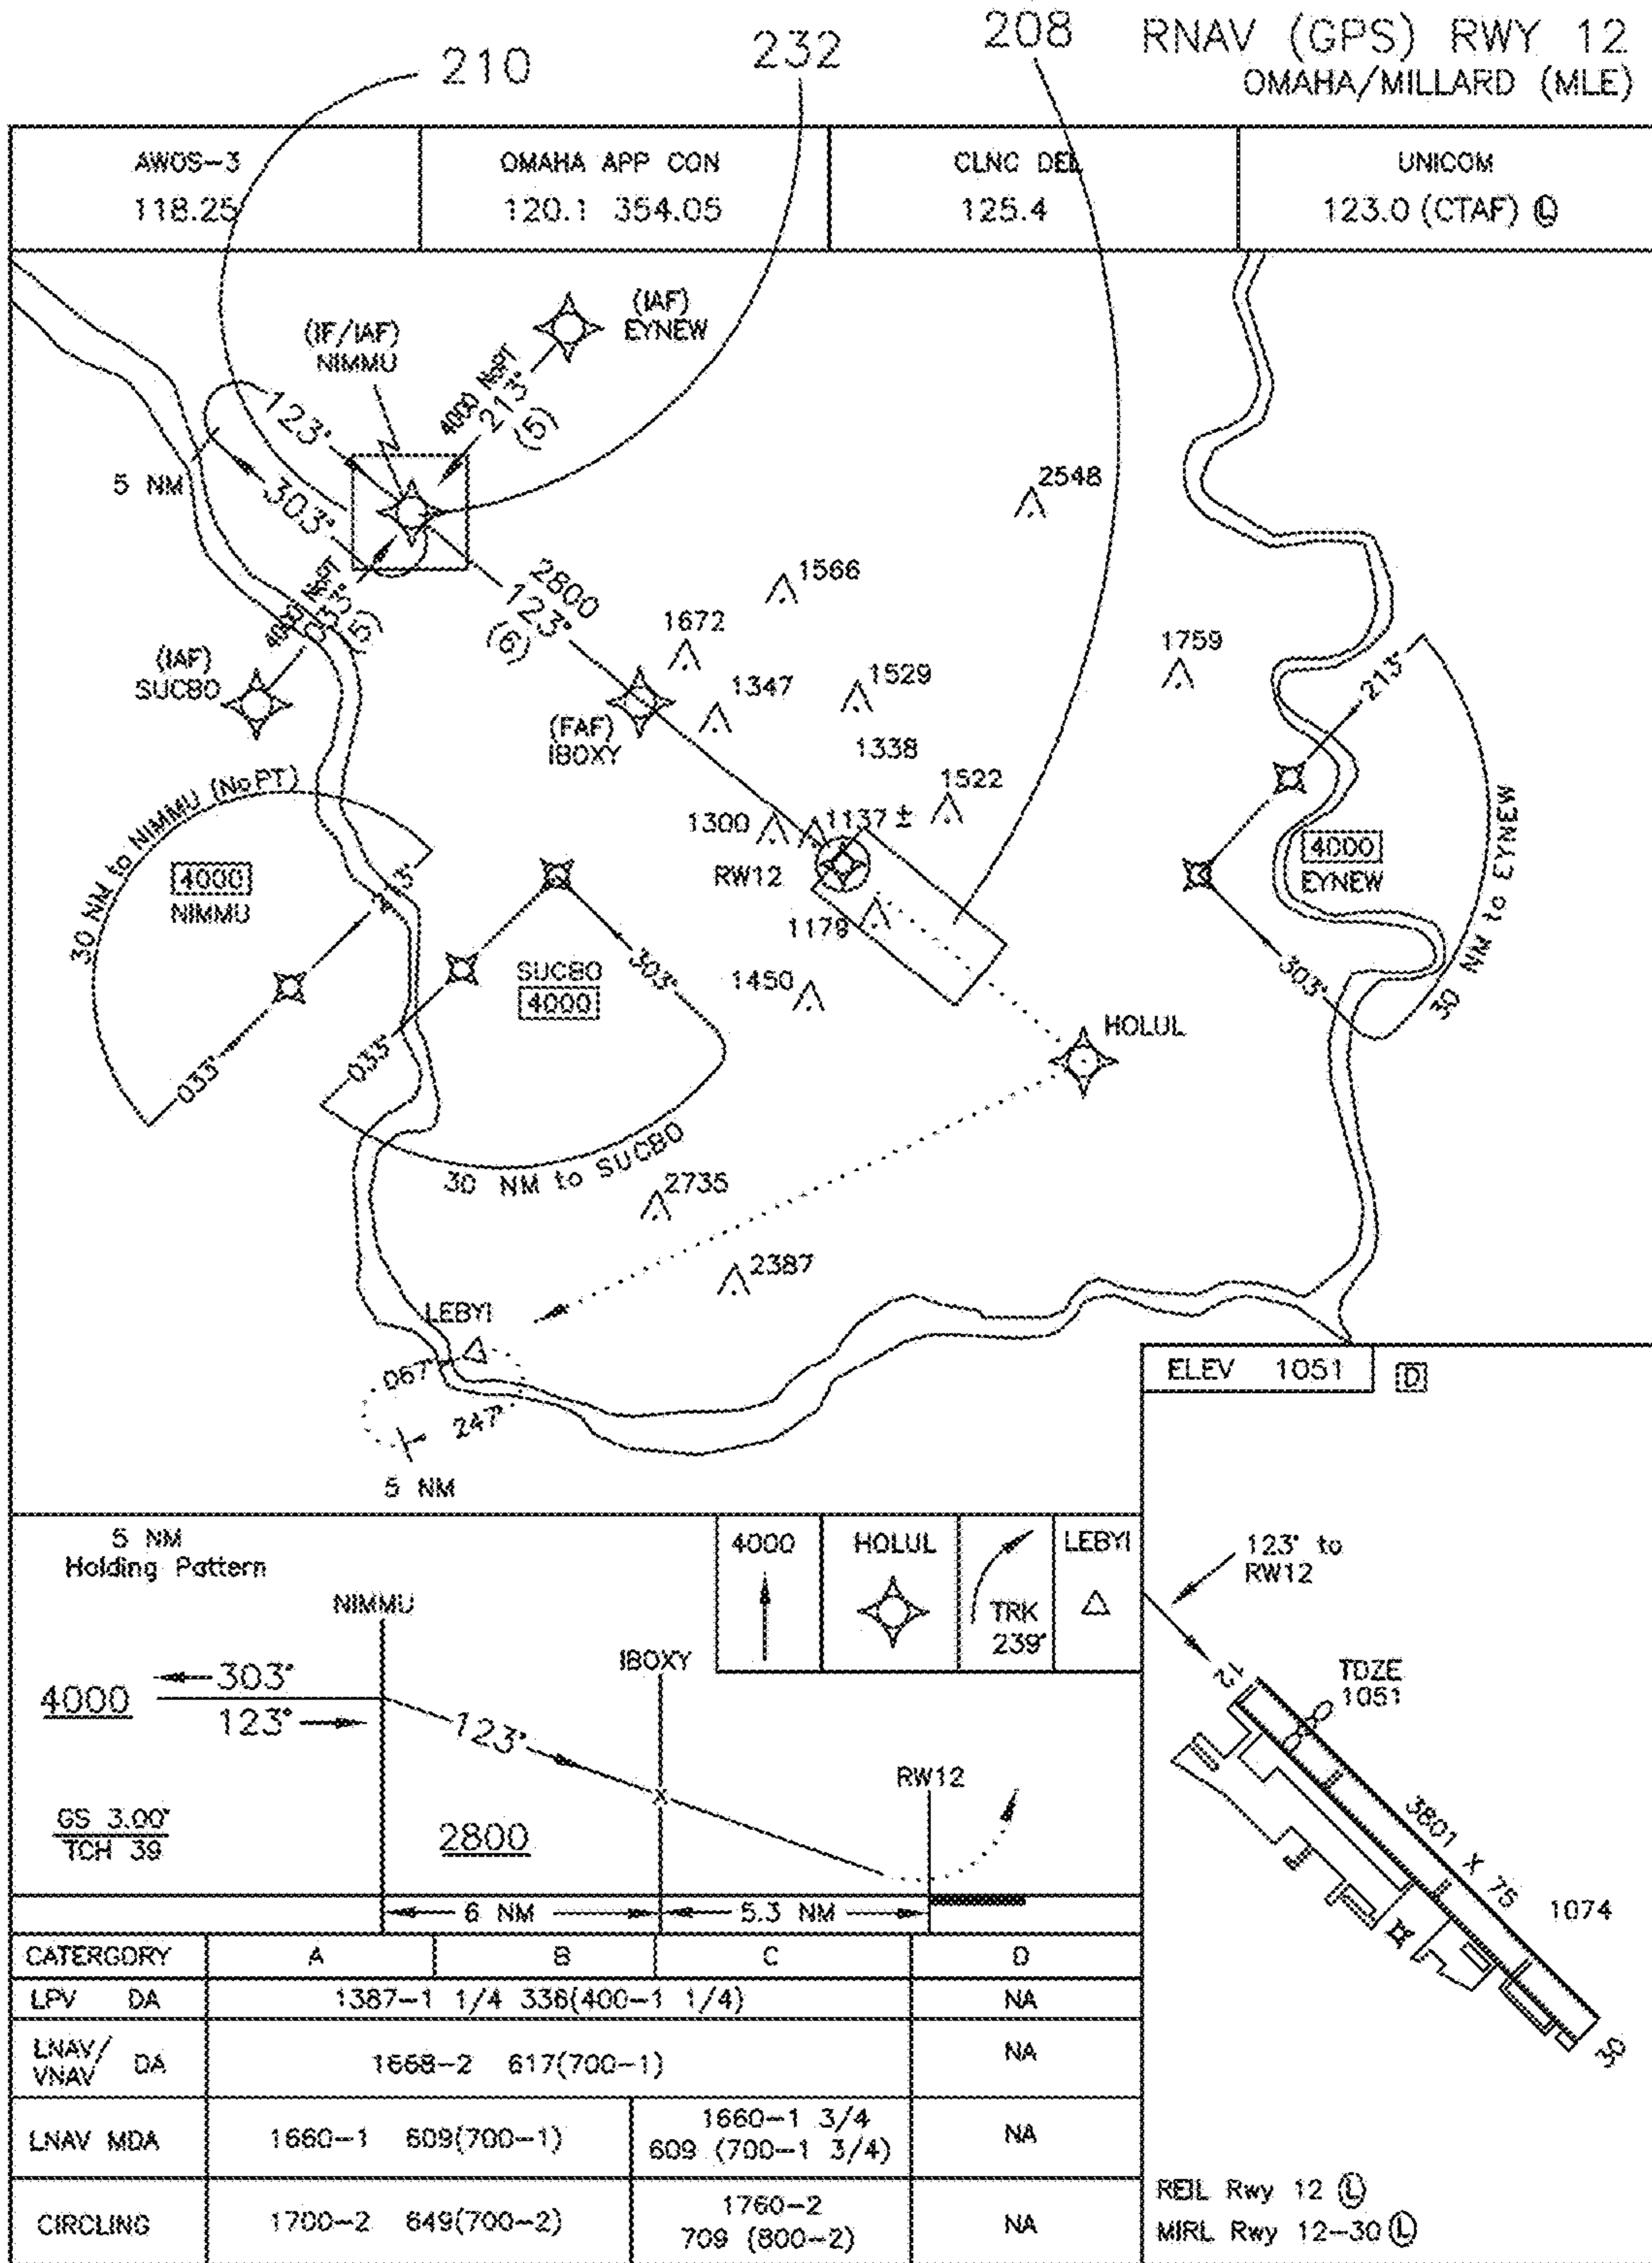 210
232
208
RNAV (GPS) RWY 12
OMAHA/MILLARD (MLE)
AWOS-3
118.25
OMAHA APP CON
120.1 354.05
CLNC DEL
125.4
UNICOM
123.0 (CTAF) L
(IAF)
EYNEW
(IF/IAF)
NIMMU
4000 NoPT
213°
(5)
123°
5 NM
303°
2548
2800
123°
(6)
1566
1672
1759
(IAF)
SUCBO
(5)
1347
1529
213°
(FAF)
IBOXY
1338
1522
30 NM to NIMMU (NoPT)
1300
1137 ±
RW12
4000
NIMMU
213°
4000
EYNEW
30 NM to EYNEW
1179
SUCBO
4000
303°
1450
303°
HOLUL
033°
033°
30 NM to SUCBO
2735
2387
LEBYI
067°
247°
5 NM
ELEV 1051
D
5 NM
Holding Pattern
4000
HOLUL
TRK
239°
LEBYI
123° to
RW12
NIMMU
IBOXY
303°
4000
123°
123°
RW12
GS 3.00°
TCH 39
2800
6 NM
5.3 NM
12
TDZE
1051
3801 X 75
1074
30
CATERGORY A B C D
LPV DA 1387-1 1/4 336(400-1 1/4) NA
LNAV/
VNAV DA 1668-2 617(700-1) NA
LNAV MDA 1660-1 609(700-1) 1660-1 3/4
609 (700-1 3/4) NA
CIRCLING 1700-2 649(700-2) 1760-2
709 (800-2) NA
REIL Rwy 12 L
MIRL Rwy 12-30 L